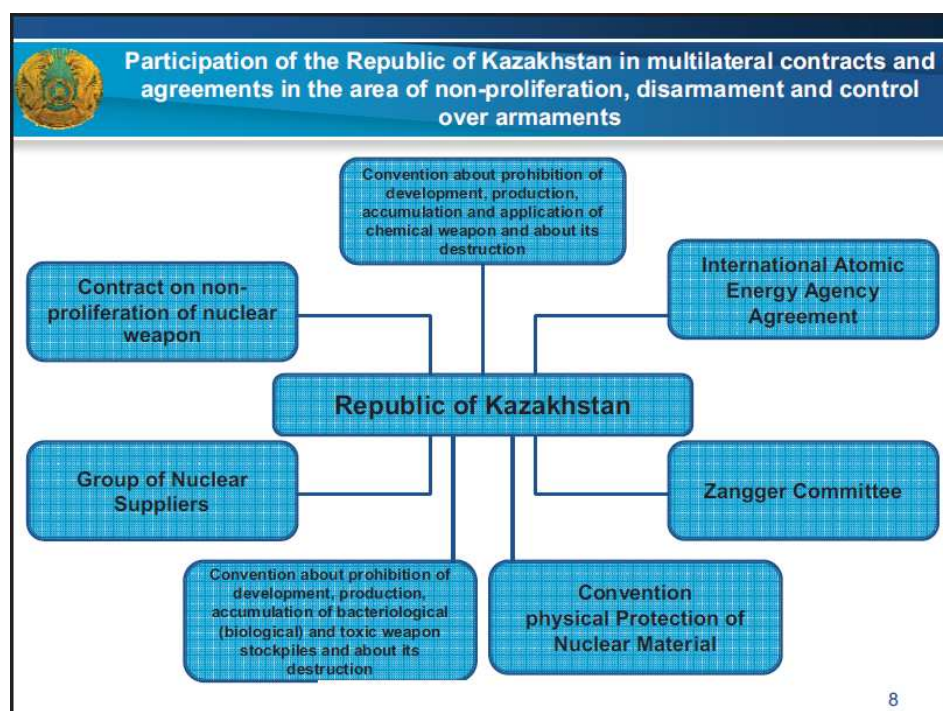 Participation of the Republic of Kazakhstan in multilateral contracts and
agreements in the area of non-proliferation, disarmament and control
over armaments
Convention about prohibition of
development, production,
accumulation and application of
chemical weapon and about its
destruction
Contract on non-
proliferation of nuclear
weapon
International Atomic
Energy Agency
Agreement
Republic of Kazakhstan
Group of Nuclear
Suppliers
Zangger Committee
Convention about prohibition of
development, production,
accumulation of bacteriological
(biological) and toxic weapon
stockpiles and about its
destruction
Convention
physical Protection of
Nuclear Material
8